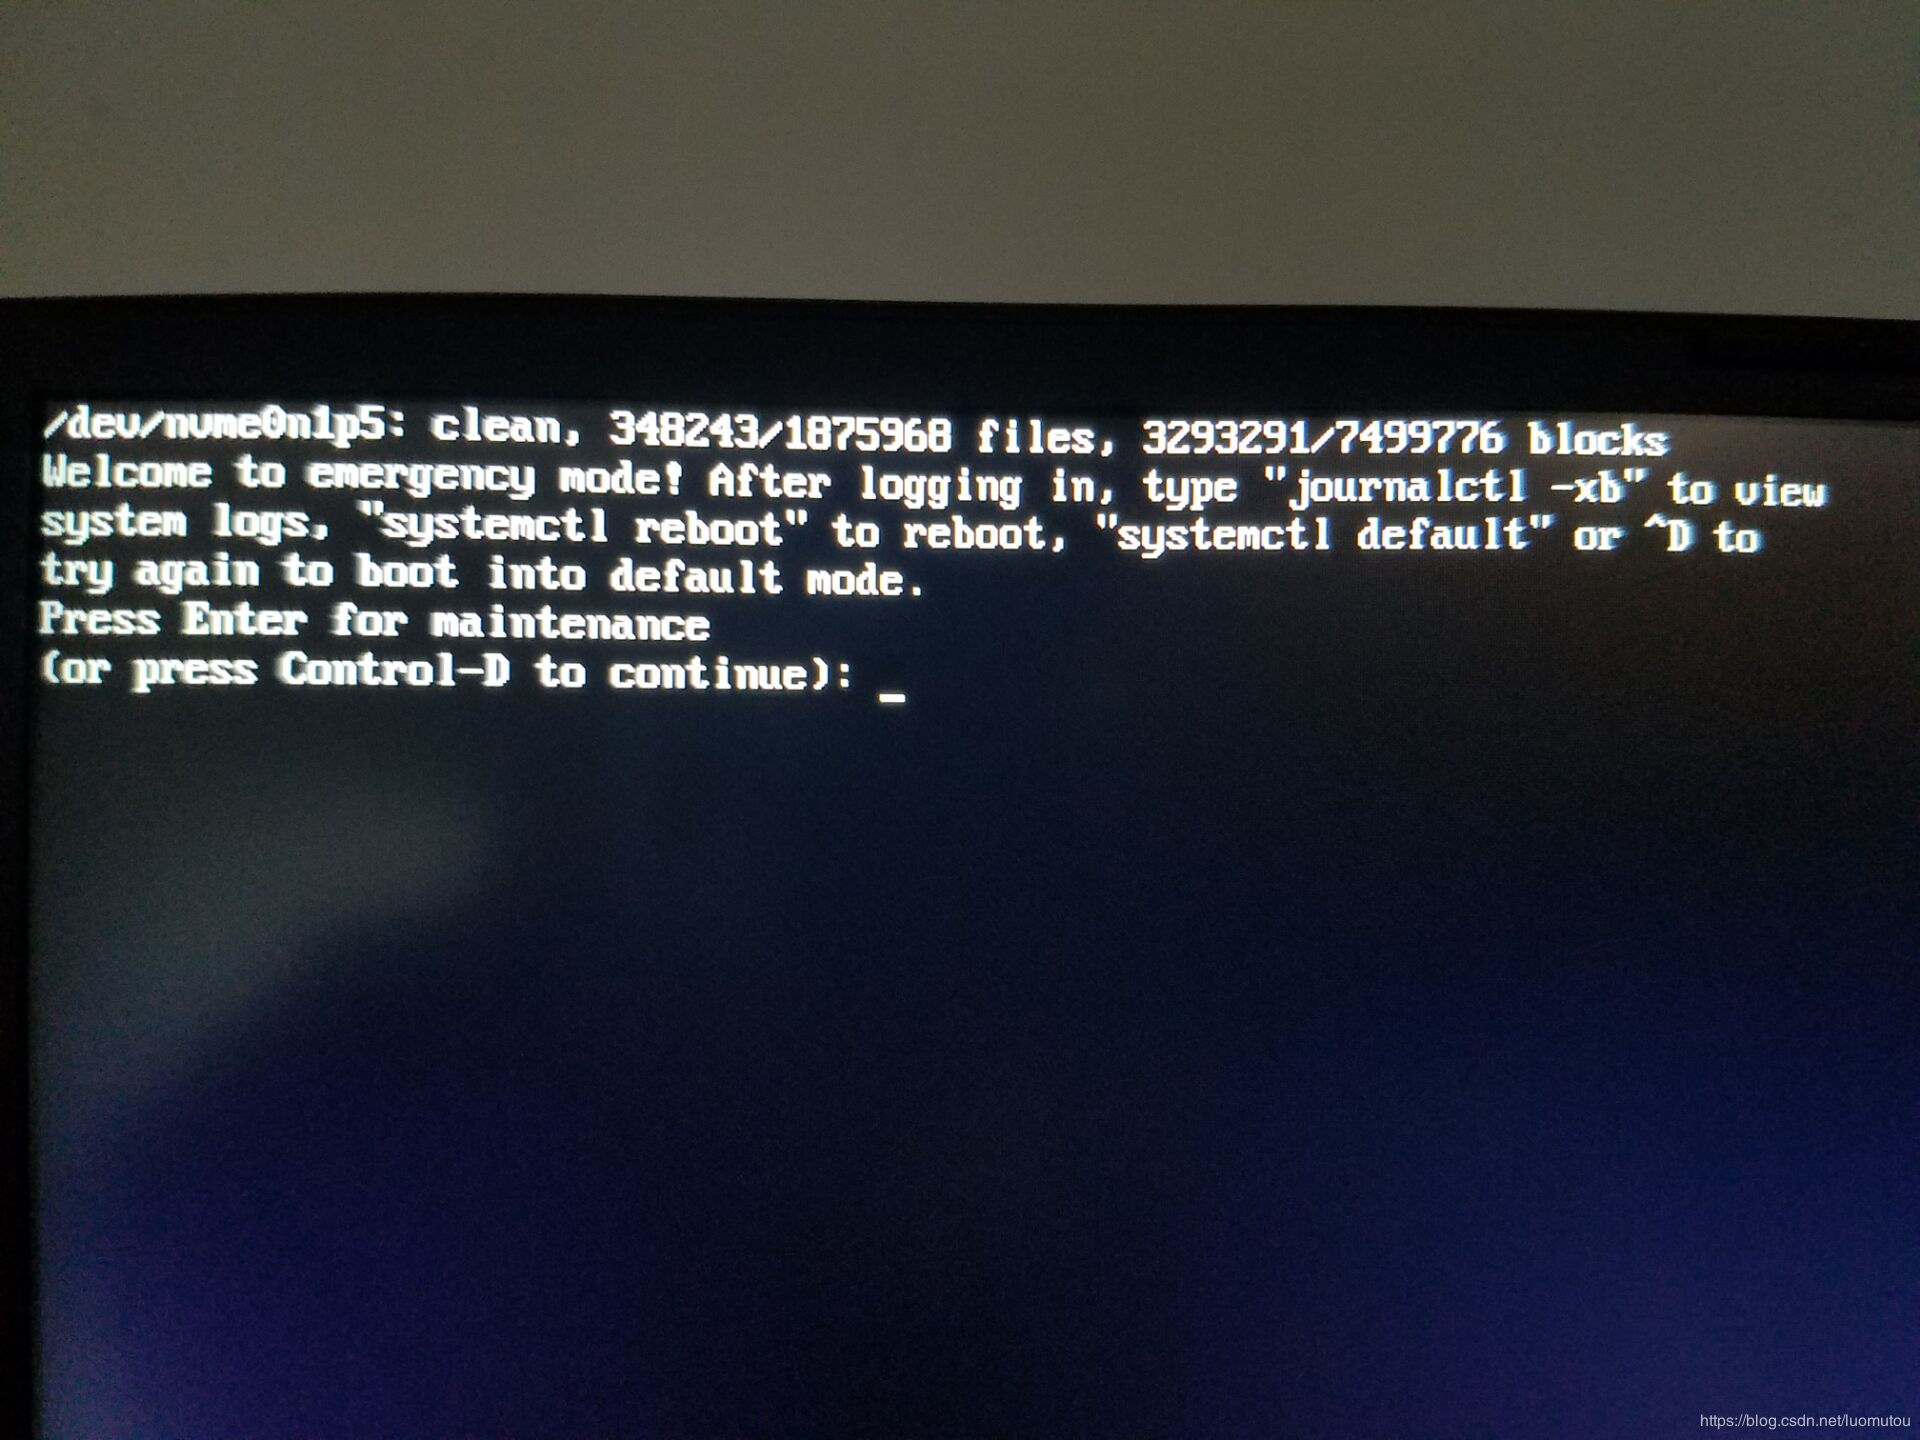 /dev/nvme0n1p5: clean, 348243/1875968 files, 3293291/7499776 blocks
Welcome to emergency mode! After logging in, type "journalctl -xb" to view
system logs, "systemctl reboot" to reboot, "systemctl default" or ^D to
try again to boot into default mode.
Press Enter for maintenance
(or press Control-D to continue): _
https://blog.csdn.net/luomutou